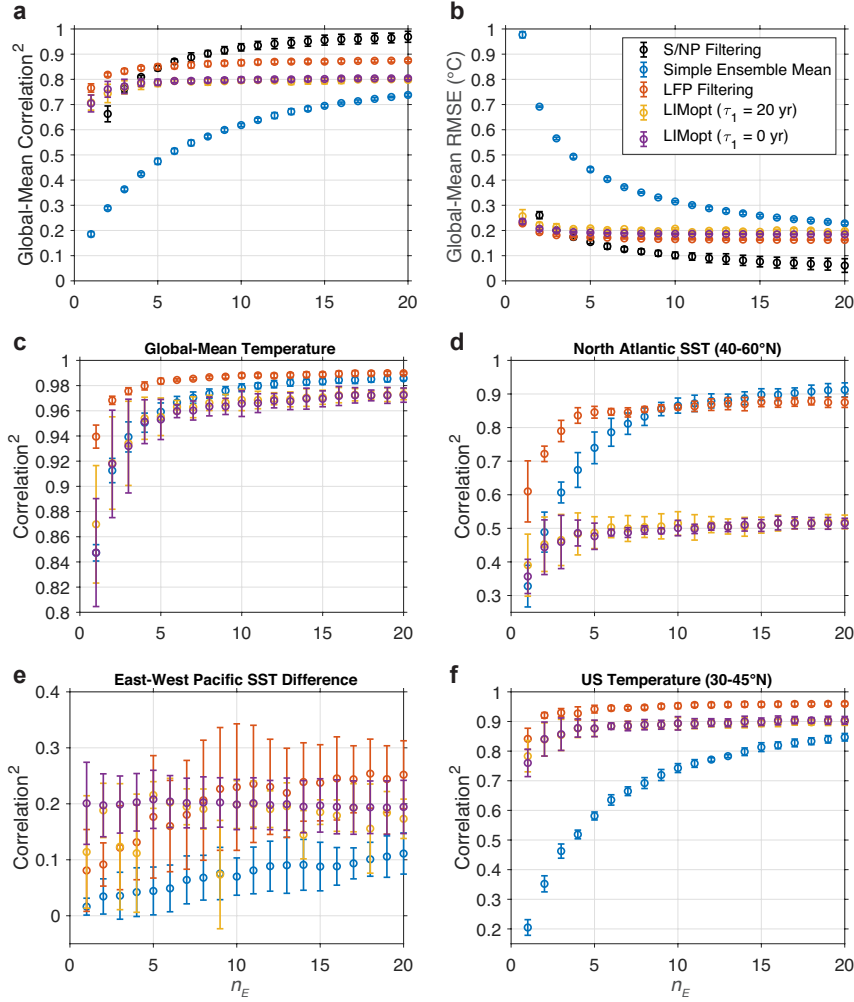 a
b
1
0.9
0.8
0.7
0.6
0.5
0.4
0.3
0.2
0.1
0
0 5 10 15 20
Global-Mean Correlation²
1
0.9
0.8
0.7
0.6
0.5
0.4
0.3
0.2
0.1
0
0 5 10 15 20
Global-Mean RMSE (°C)
S/NP Filtering
Simple Ensemble Mean
LFP Filtering
LIMopt (τ₁ = 20 yr)
LIMopt (τ₁ = 0 yr)
c
Global-Mean Temperature
1
0.98
0.96
0.94
0.92
0.9
0.88
0.86
0.84
0.82
0.8
0 5 10 15 20
Correlation²
d
North Atlantic SST (40-60°N)
1
0.9
0.8
0.7
0.6
0.5
0.4
0.3
0 5 10 15 20
Correlation²
e
East-West Pacific SST Difference
0.4
0.3
0.2
0.1
0
0 5 10 15 20
Correlation²
n_E
f
US Temperature (30-45°N)
1
0.9
0.8
0.7
0.6
0.5
0.4
0.3
0.2
0 5 10 15 20
Correlation²
n_E